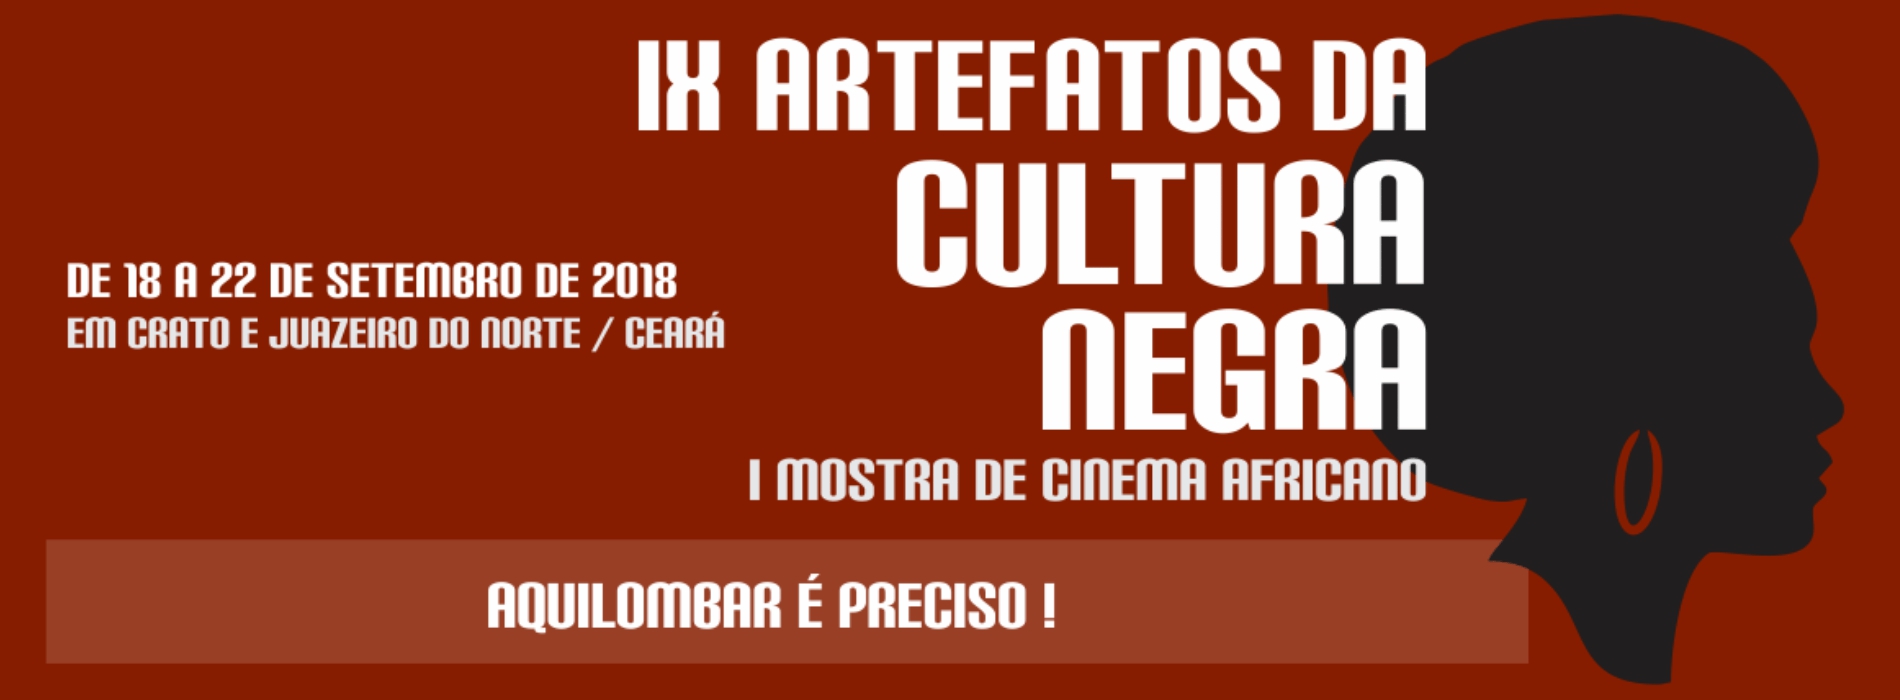 IX ARTEFATOS DA
CULTURA
NEGRA
I MOSTRA DE CINEMA AFRICANO
DE 18 A 22 DE SETEMBRO DE 2018
EM CRATO E JUAZEIRO DO NORTE / CEARÁ
AQUILOMBAR É PRECISO !